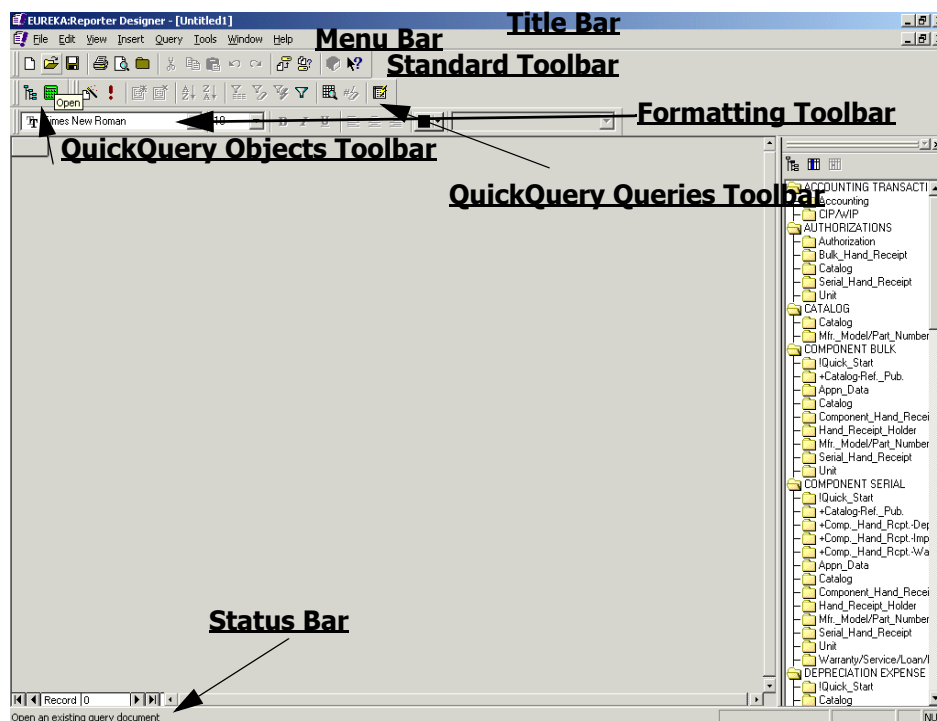 EUREKA:Reporter Designer - [Untitled1]
Title Bar
File Edit View Insert Query Tools Window Help
Menu Bar
Standard Toolbar
Open
Times New Roman
10
B I U
Formatting Toolbar
QuickQuery Objects Toolbar
QuickQuery Queries Toolbar
ACCOUNTING TRANSACTI
Accounting
CIP/WIP
AUTHORIZATIONS
Authorization
Bulk_Hand_Receipt
Catalog
Serial_Hand_Receipt
Unit
CATALOG
Catalog
Mfr._Model/Part_Number
COMPONENT BULK
!Quick_Start
+Catalog-Ref._Pub.
Appn_Data
Catalog
Component_Hand_Recei
Hand_Receipt_Holder
Mfr._Model/Part_Number
Serial_Hand_Receipt
Unit
COMPONENT SERIAL
!Quick_Start
+Catalog-Ref._Pub.
+Comp._Hand_Rcpt.-Dep
+Comp._Hand_Rcpt.-Imp
+Comp._Hand_Rcpt.-Wa
Appn_Data
Catalog
Component_Hand_Recei
Hand_Receipt_Holder
Mfr._Model/Part_Number
Serial_Hand_Receipt
Unit
Warranty/Service/Loan/I
DEPRECIATION EXPENSE
!Quick_Start
Catalog
Status Bar
Record 0
Open an existing query document
NU